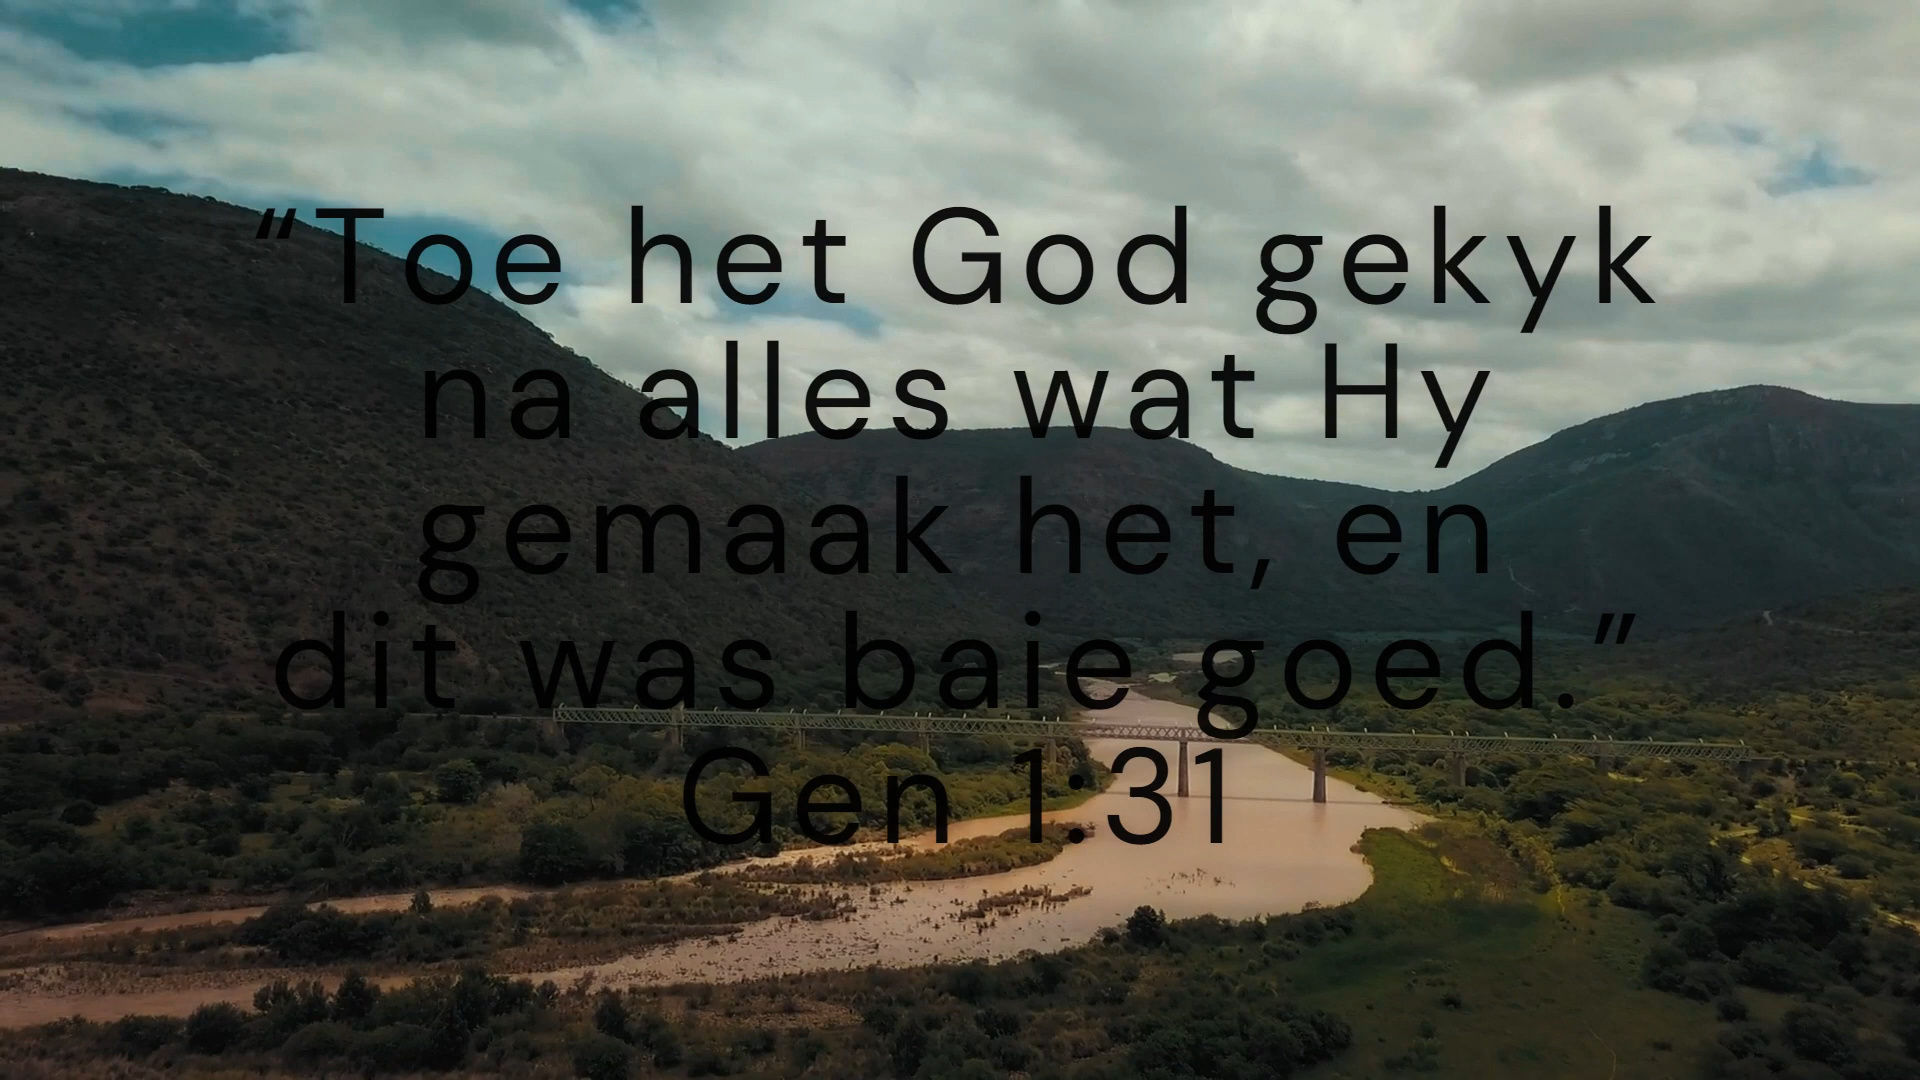 “Toe het God gekyk
na alles wat Hy
gemaak het, en
dit was baie goed.”
Gen 1:31